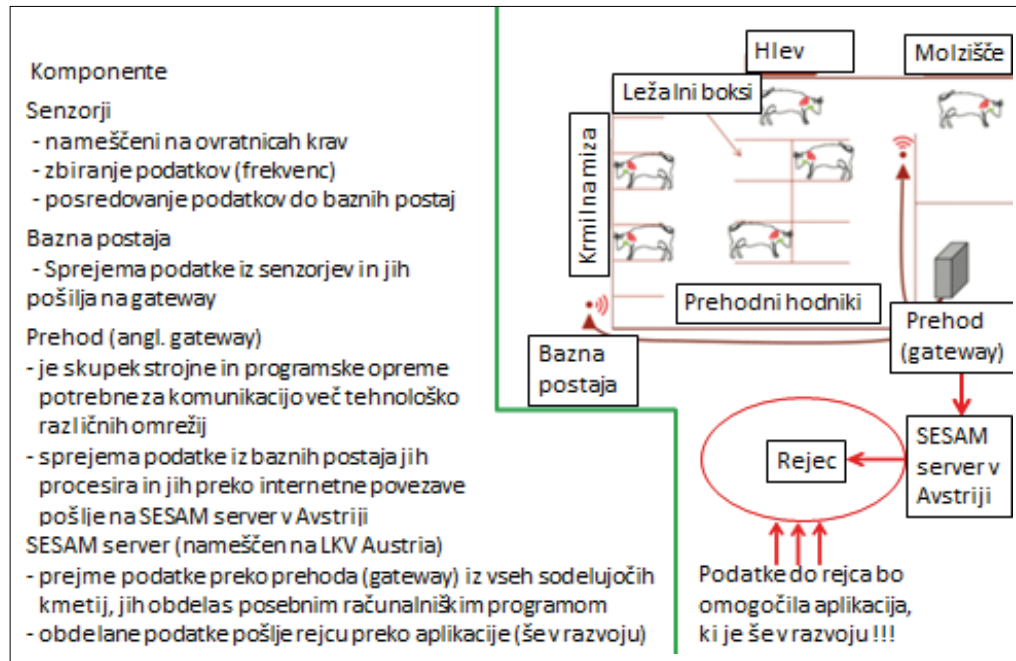 Komponente
Senzorji
- nameščeni na ovratnicah krav
- zbiranje podatkov (frekvenc)
- posredovanje podatkov do baznih postaj
Bazna postaja
- Sprejema podatke iz senzorjev in jih
pošilja na gateway
Prehod (angl. gateway)
- je skupek strojne in programske opreme
potrebne za komunikacijo več tehnološko
različnih omrežij
- sprejema podatke iz baznih postaja jih
procesira in jih preko internetne povezave
pošlje na SESAM server v Avstriji
SESAM server (nameščen na LKV Austria)
- prejme podatke preko prehoda (gateway) iz vseh sodelujočih
kmetij, jih obdela s posebnim računalniškim programom
- obdelane podatke pošlje rejcu preko aplikacije (še v razvoju)
Hlev
Molzišče
Ležalni boksi
Krmilna miza
Prehodni hodniki
Prehod
(gateway)
Bazna
postaja
SESAM
server v
Avstriji
Rejec
Podatke do rejca bo
omogočila aplikacija,
ki je še v razvoju !!!